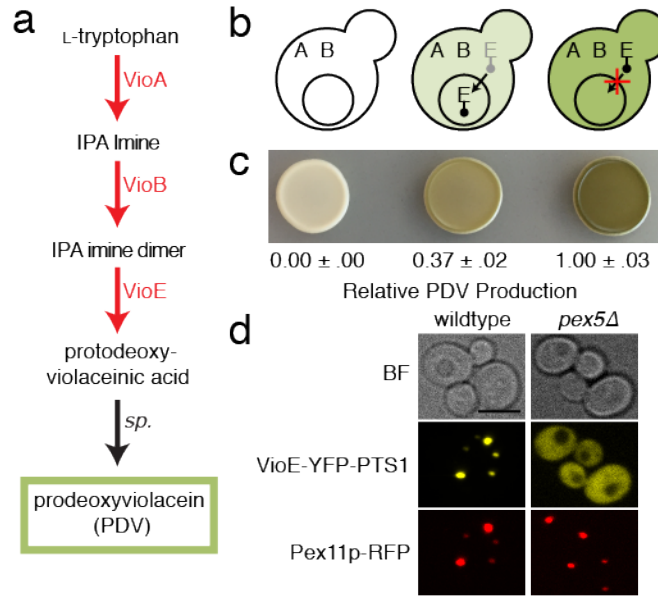 a
L-tryptophan
VioA
IPA Imine
VioB
IPA imine dimer
VioE
protodeoxy-
violaceinic acid
sp.
prodeoxyviolacein
(PDV)
b
A B
A B E
E
A B E
c
0.00 ± .00 0.37 ± .02 1.00 ± .03
Relative PDV Production
d
wildtype pex5Δ
BF
VioE-YFP-PTS1
Pex11p-RFP